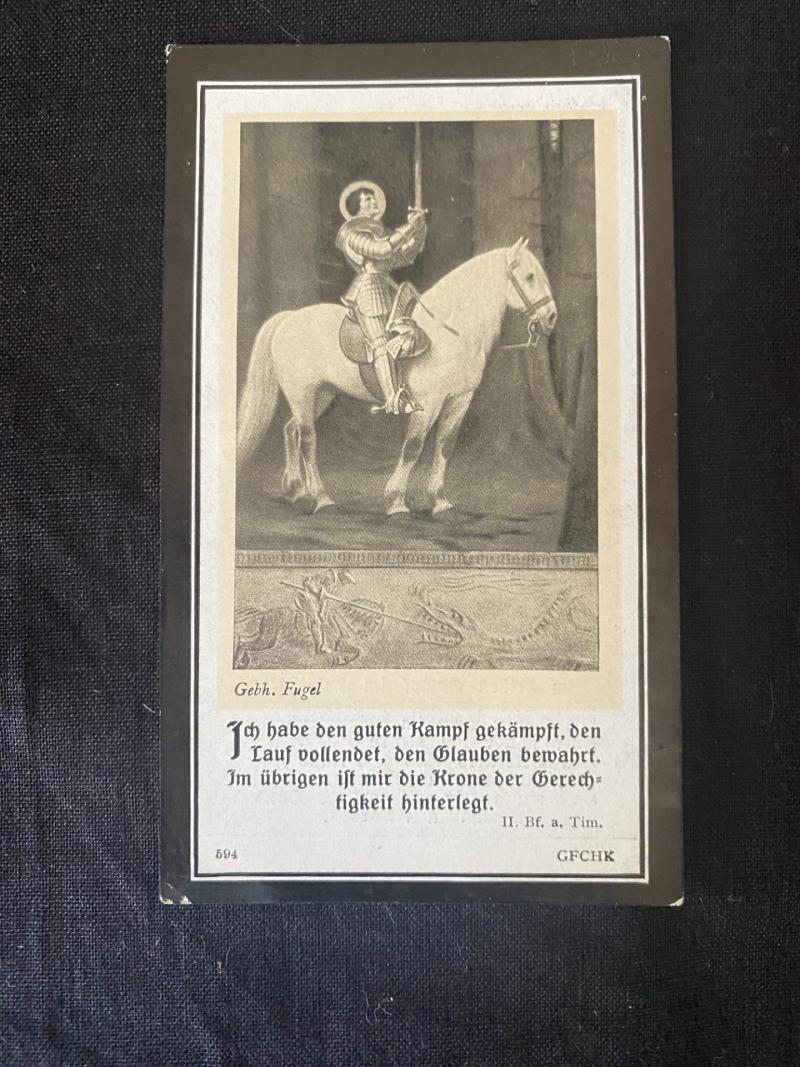 Gebh. Fugel
Ich habe den guten Kampf gekämpft, den
Lauf vollendet, den Glauben bewahrt.
Im übrigen ist mir die Krone der Gerech=
tigkeit hinterlegt.
II. Bf. a. Tim.
594
GFCHK